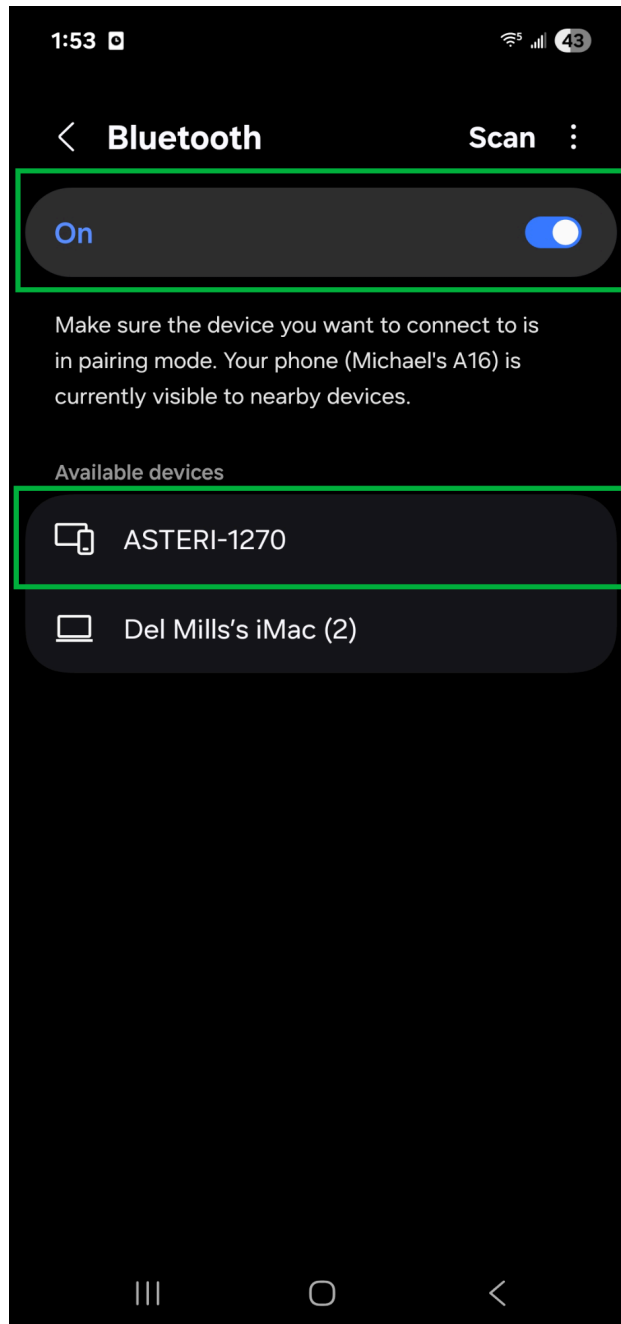 1:53
5
43
Bluetooth
Scan
On
Make sure the device you want to connect to is
in pairing mode. Your phone (Michael's A16) is
currently visible to nearby devices.
Available devices
ASTERI-1270
Del Mills’s iMac (2)